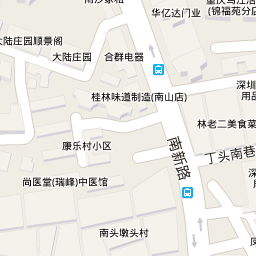 华亿达门业
(锦福苑分店
大陆庄园顺景阁
大陆庄园
合群电器
桂林味道制造(南山店)
深圳
用品
林老二美食菜
南新路
丁头南巷
康乐村小区
尚医堂(瑞峰)中医馆
南头墩头村